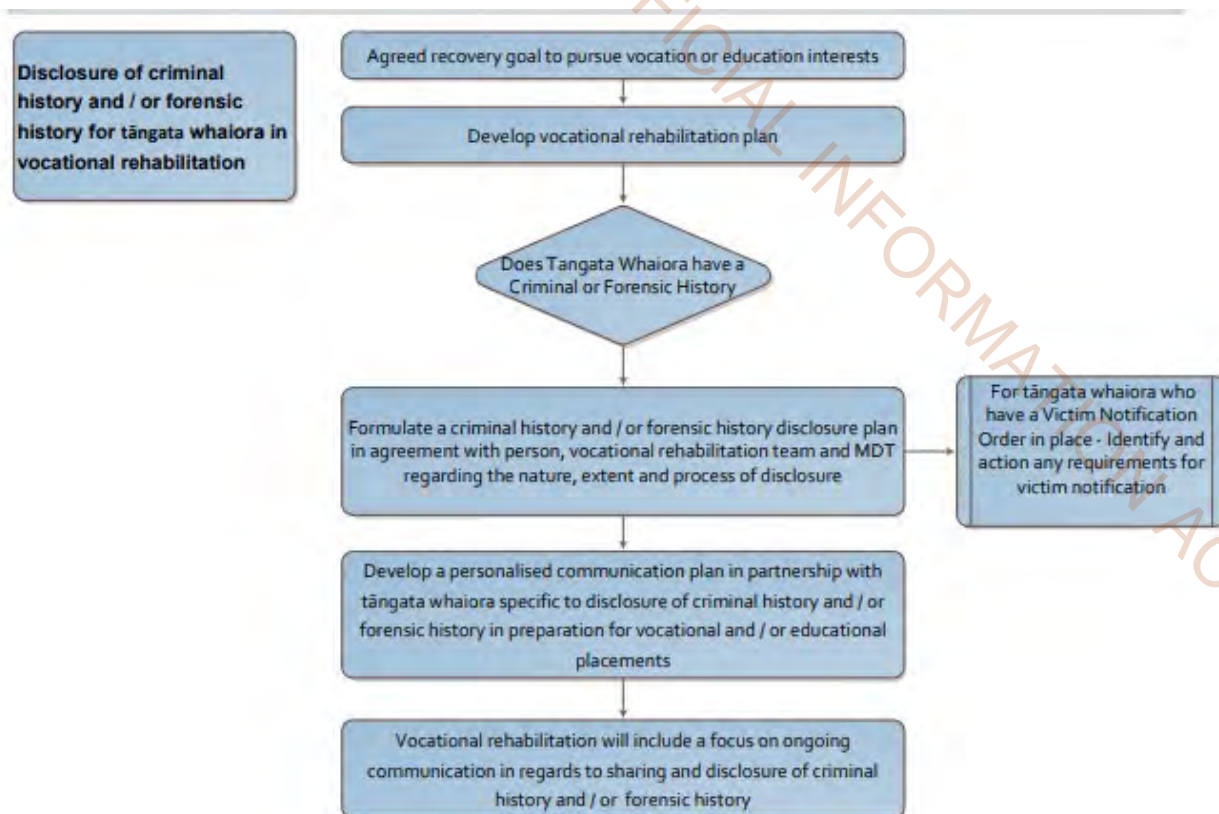 Disclosure of criminal
history and / or forensic
history for tāngata whaiora in
vocational rehabilitation
Agreed recovery goal to pursue vocation or education interests
Develop vocational rehabilitation plan
Does Tangata Whaiora have a
Criminal or Forensic History
Formulate a criminal history and / or forensic history disclosure plan
in agreement with person, vocational rehabilitation team and MDT
regarding the nature, extent and process of disclosure
For tāngata whaiora who
have a Victim Notification
Order in place - Identify and
action any requirements for
victim notification
Develop a personalised communication plan in partnership with
tāngata whaiora specific to disclosure of criminal history and / or
forensic history in preparation for vocational and / or educational
placements
Vocational rehabilitation will include a focus on ongoing
communication in regards to sharing and disclosure of criminal
history and / or forensic history
INFORMATION